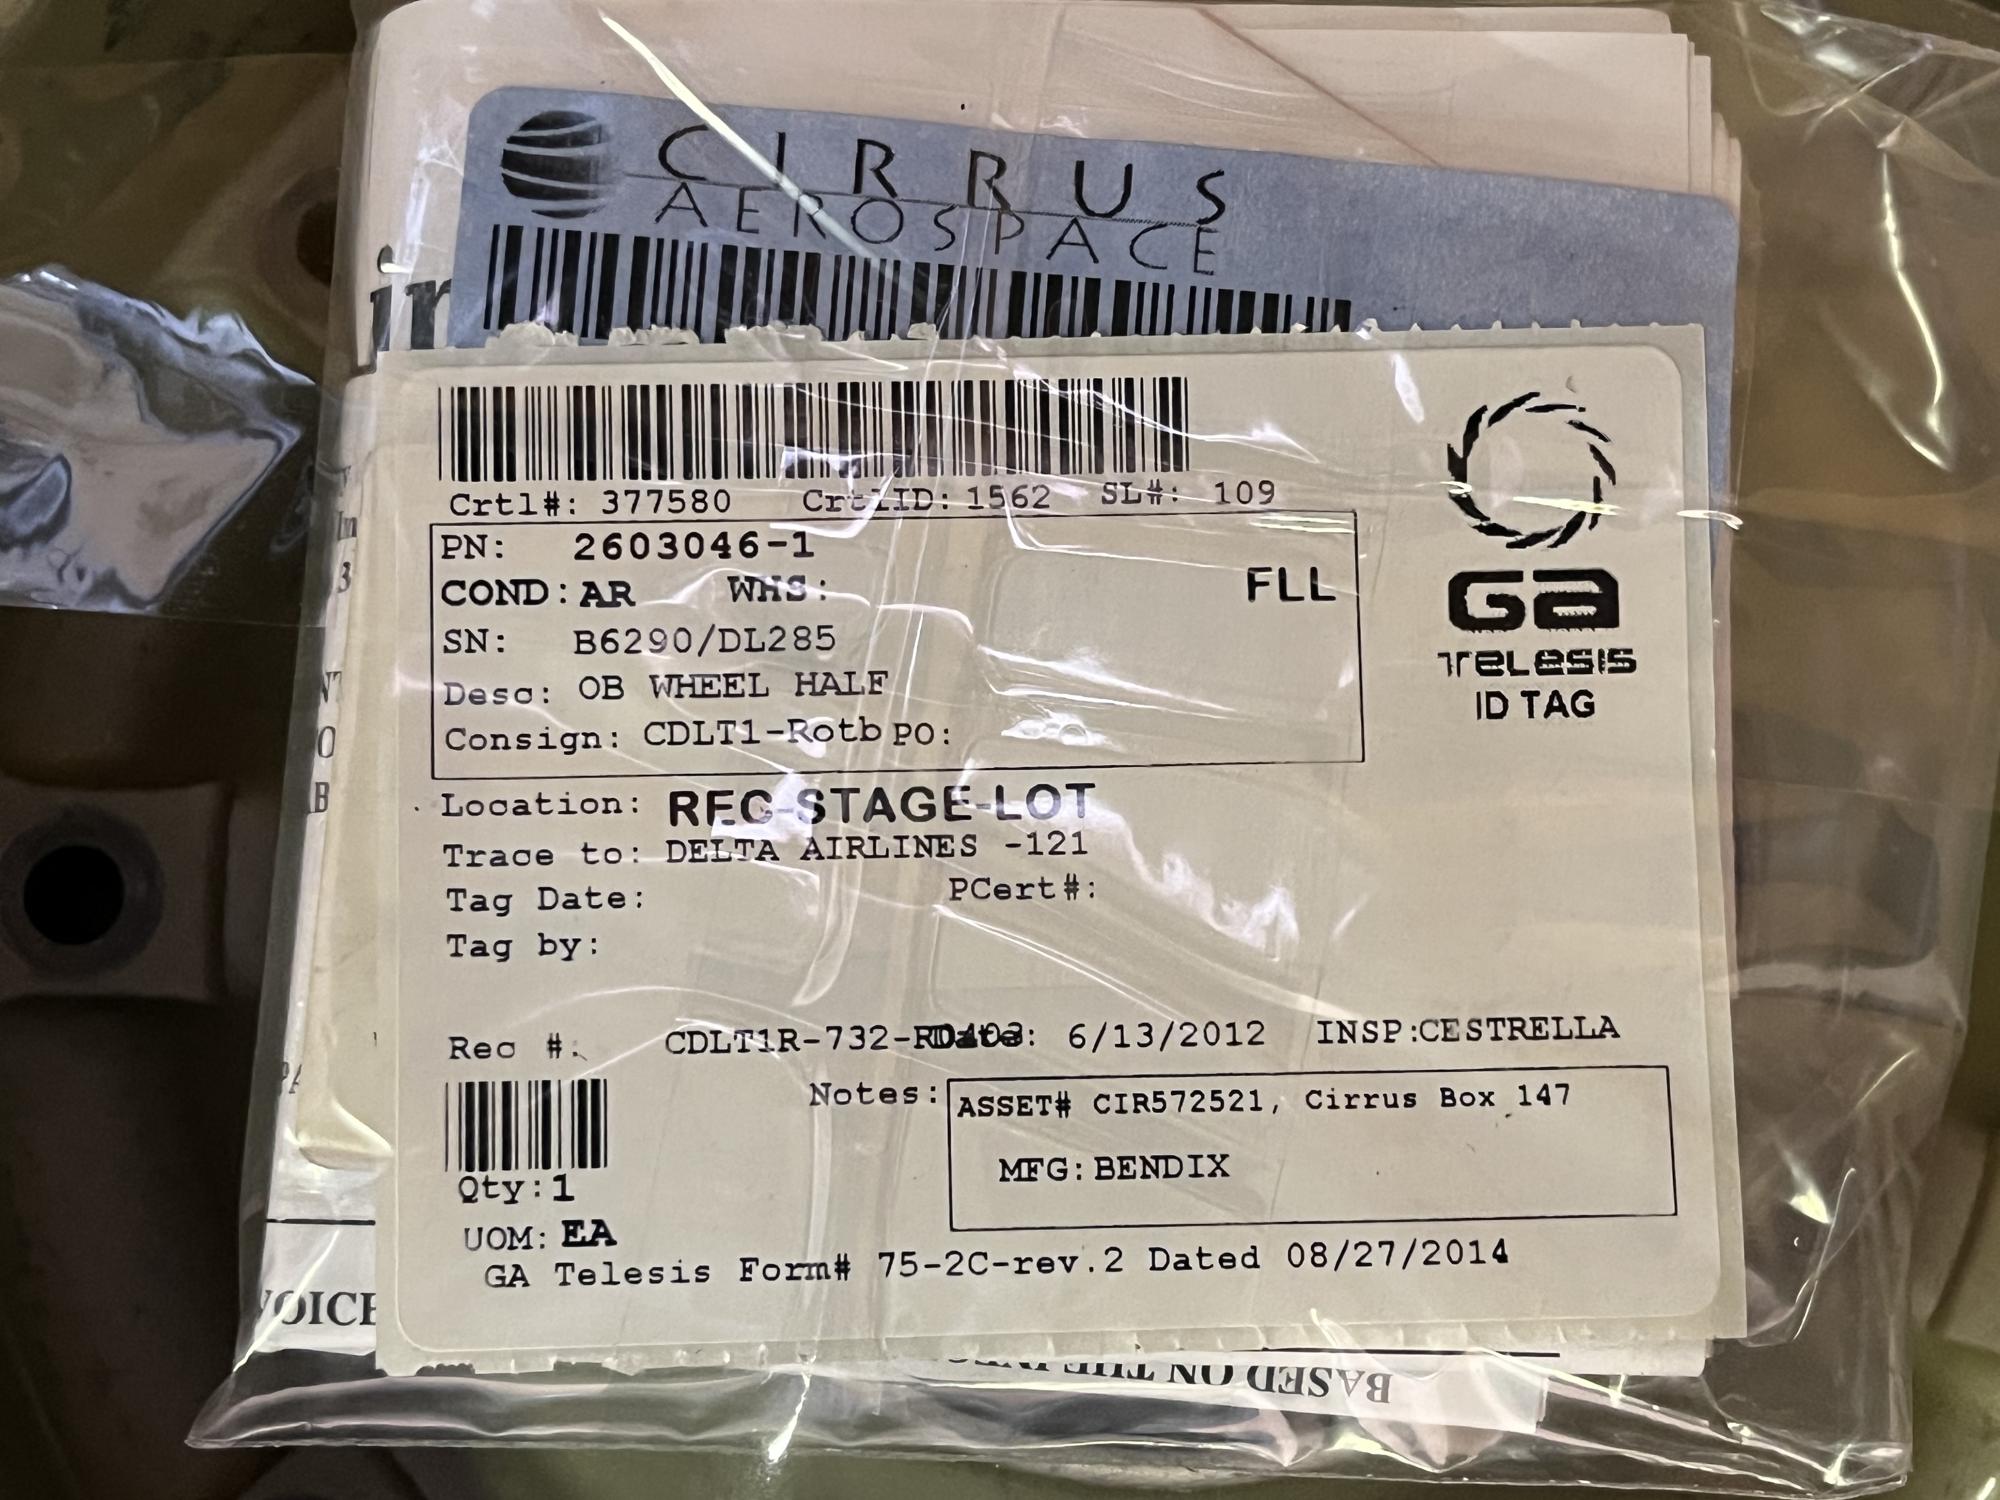 CIRRUS
AEROSPACE
Crtl#: 377580 CrtlID: 1562 SL#: 109
PN: 2603046-1
COND: AR WHS: FLL
SN: B6290/DL285
Desc: OB WHEEL HALF
Consign: CDLT1-Rotb PO:
GA
TELESIS
ID TAG
Location: REC-STAGE-LOT
Trace to: DELTA AIRLINES -121
Tag Date: PCert#:
Tag by:
Rec #: Date: 6/13/2012 INSP:CESTRELLA
Notes: ASSET# CIR572521, Cirrus Box 147
MFG: BENDIX
Qty: 1
UOM: EA
GA Telesis Form# 75-2C-rev.2 Dated 08/27/2014
BASED ON THE